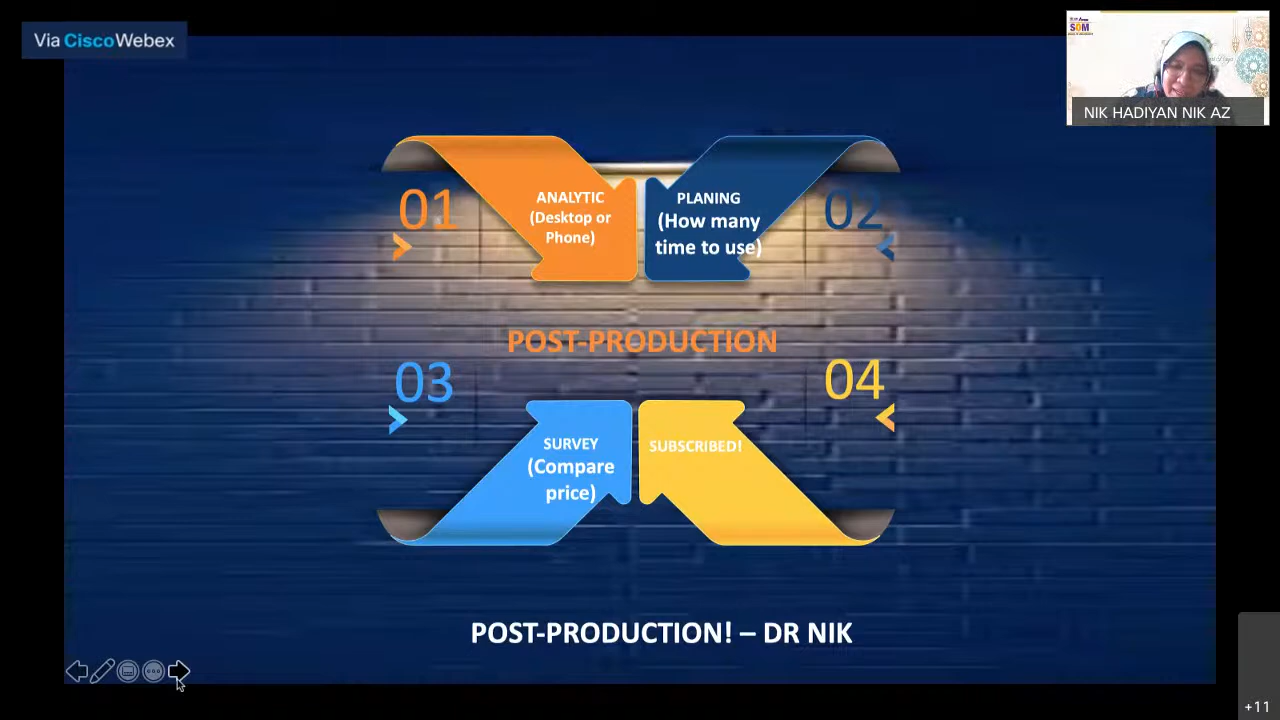 Via CiscoWebex
SOM
NIK HADIYAN NIK AZ
01
ANALYTIC
(Desktop or
Phone)
PLANING
(How many
time to use)
02
POST-PRODUCTION
03
SURVEY
(Compare
price)
SUBSCRIBED!
04
POST-PRODUCTION! – DR NIK
+11